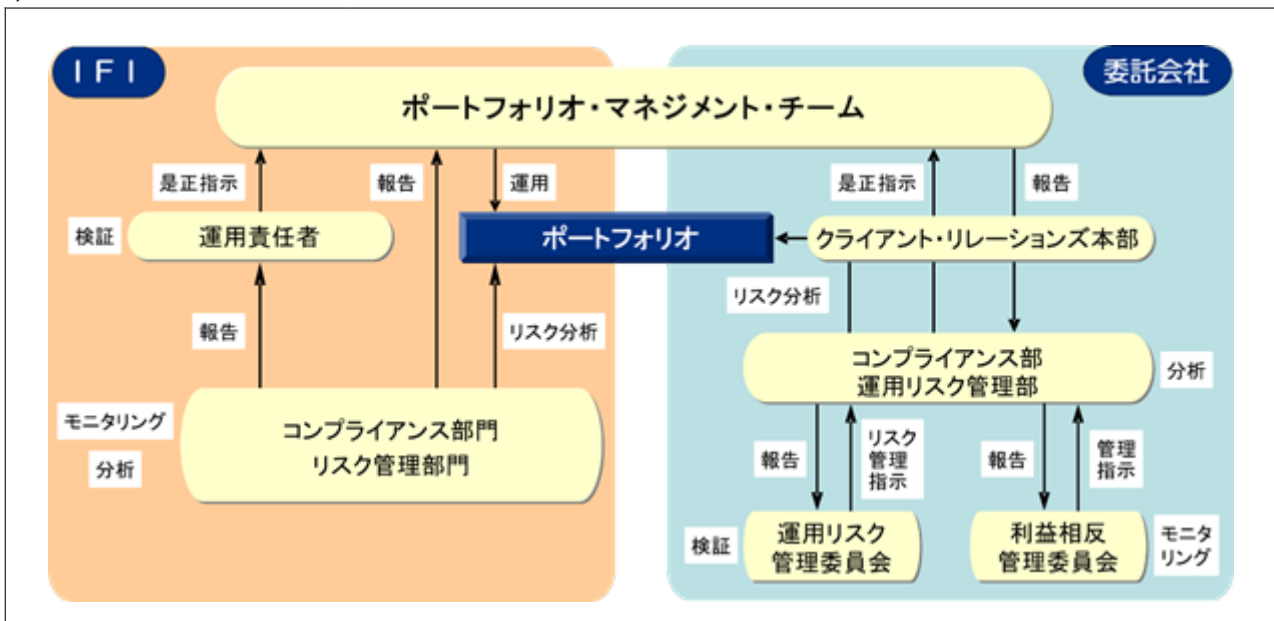 IFI
委託会社
ポートフォリオ・マネジメント・チーム
是正指示
報告
運用
是正指示
報告
検証
運用責任者
ポートフォリオ
クライアント・リレーションズ本部
報告
リスク分析
リスク分析
コンプライアンス部
運用リスク管理部
分析
モニタリング
分析
コンプライアンス部門
リスク管理部門
報告
リスク
管理
指示
報告
管理
指示
検証
運用リスク
管理委員会
利益相反
管理委員会
モニタ
リング